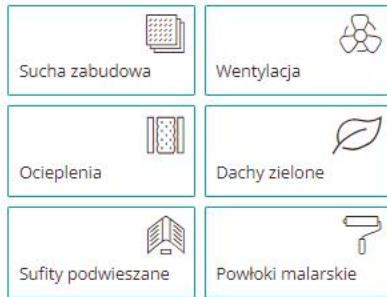 Sucha zabudowa
Wentylacja
Ocieplenia
Dachy zielone
Sufity podwieszane
Powłoki malarskie